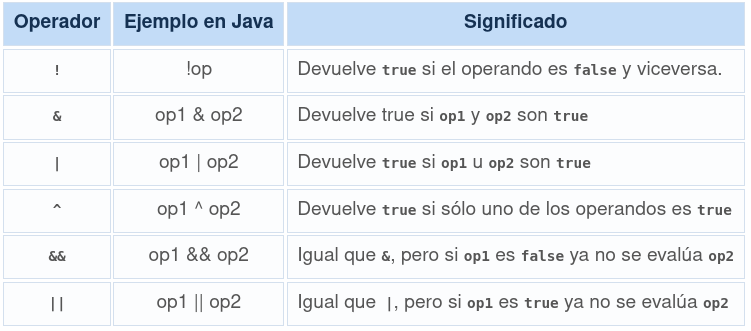 Operador Ejemplo en Java Significado
! !op Devuelve true si el operando es false y viceversa.
& op1 & op2 Devuelve true si op1 y op2 son true
| op1 | op2 Devuelve true si op1 u op2 son true
^ op1 ^ op2 Devuelve true si sólo uno de los operandos es true
&& op1 && op2 Igual que &, pero si op1 es false ya no se evalúa op2
|| op1 || op2 Igual que |, pero si op1 es true ya no se evalúa op2